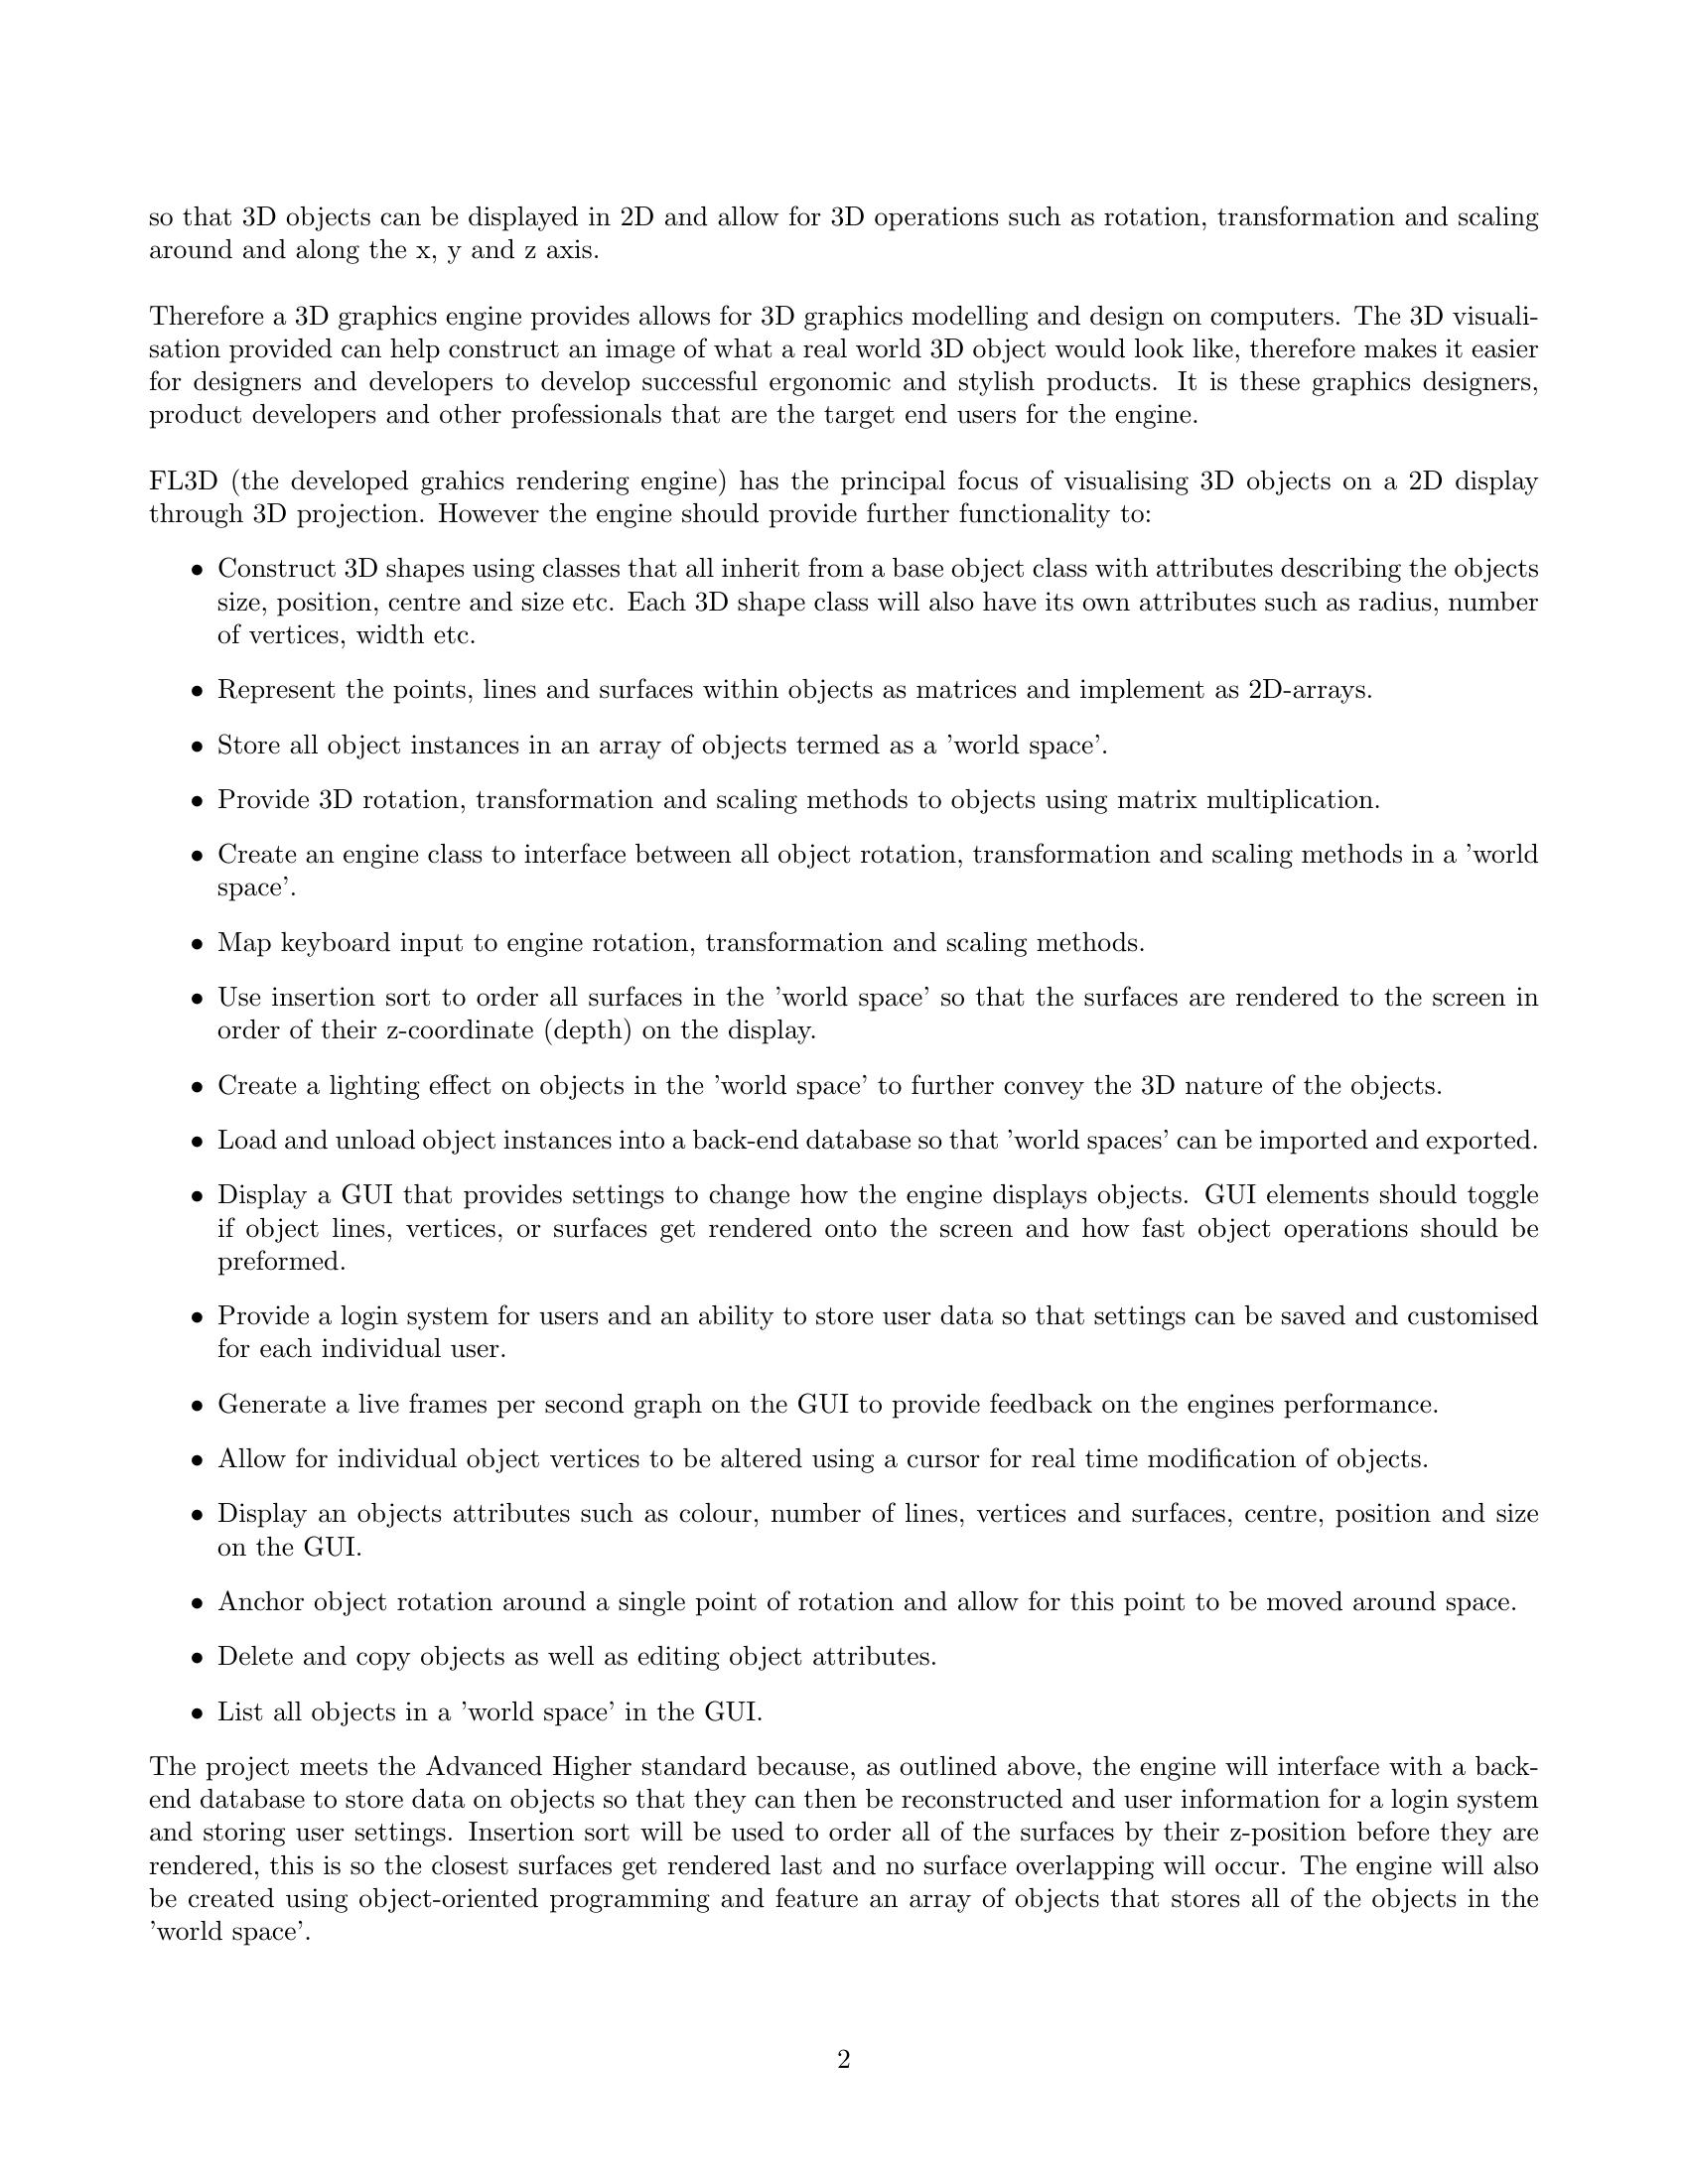 so that 3D objects can be displayed in 2D and allow for 3D operations such as rotation, transformation and scaling
around and along the x, y and z axis.
Therefore a 3D graphics engine provides allows for 3D graphics modelling and design on computers. The 3D visuali-
sation provided can help construct an image of what a real world 3D object would look like, therefore makes it easier
for designers and developers to develop successful ergonomic and stylish products. It is these graphics designers,
product developers and other professionals that are the target end users for the engine.
FL3D (the developed grahics rendering engine) has the principal focus of visualising 3D objects on a 2D display
through 3D projection. However the engine should provide further functionality to:
• Construct 3D shapes using classes that all inherit from a base object class with attributes describing the objects
size, position, centre and size etc. Each 3D shape class will also have its own attributes such as radius, number
of vertices, width etc.
• Represent the points, lines and surfaces within objects as matrices and implement as 2D-arrays.
• Store all object instances in an array of objects termed as a 'world space'.
• Provide 3D rotation, transformation and scaling methods to objects using matrix multiplication.
• Create an engine class to interface between all object rotation, transformation and scaling methods in a 'world
space'.
• Map keyboard input to engine rotation, transformation and scaling methods.
• Use insertion sort to order all surfaces in the 'world space' so that the surfaces are rendered to the screen in
order of their z-coordinate (depth) on the display.
• Create a lighting effect on objects in the 'world space' to further convey the 3D nature of the objects.
• Load and unload object instances into a back-end database so that 'world spaces' can be imported and exported.
• Display a GUI that provides settings to change how the engine displays objects. GUI elements should toggle
if object lines, vertices, or surfaces get rendered onto the screen and how fast object operations should be
preformed.
• Provide a login system for users and an ability to store user data so that settings can be saved and customised
for each individual user.
• Generate a live frames per second graph on the GUI to provide feedback on the engines performance.
• Allow for individual object vertices to be altered using a cursor for real time modification of objects.
• Display an objects attributes such as colour, number of lines, vertices and surfaces, centre, position and size
on the GUI.
• Anchor object rotation around a single point of rotation and allow for this point to be moved around space.
• Delete and copy objects as well as editing object attributes.
• List all objects in a 'world space' in the GUI.
The project meets the Advanced Higher standard because, as outlined above, the engine will interface with a back-
end database to store data on objects so that they can then be reconstructed and user information for a login system
and storing user settings. Insertion sort will be used to order all of the surfaces by their z-position before they are
rendered, this is so the closest surfaces get rendered last and no surface overlapping will occur. The engine will also
be created using object-oriented programming and feature an array of objects that stores all of the objects in the
'world space'.
2